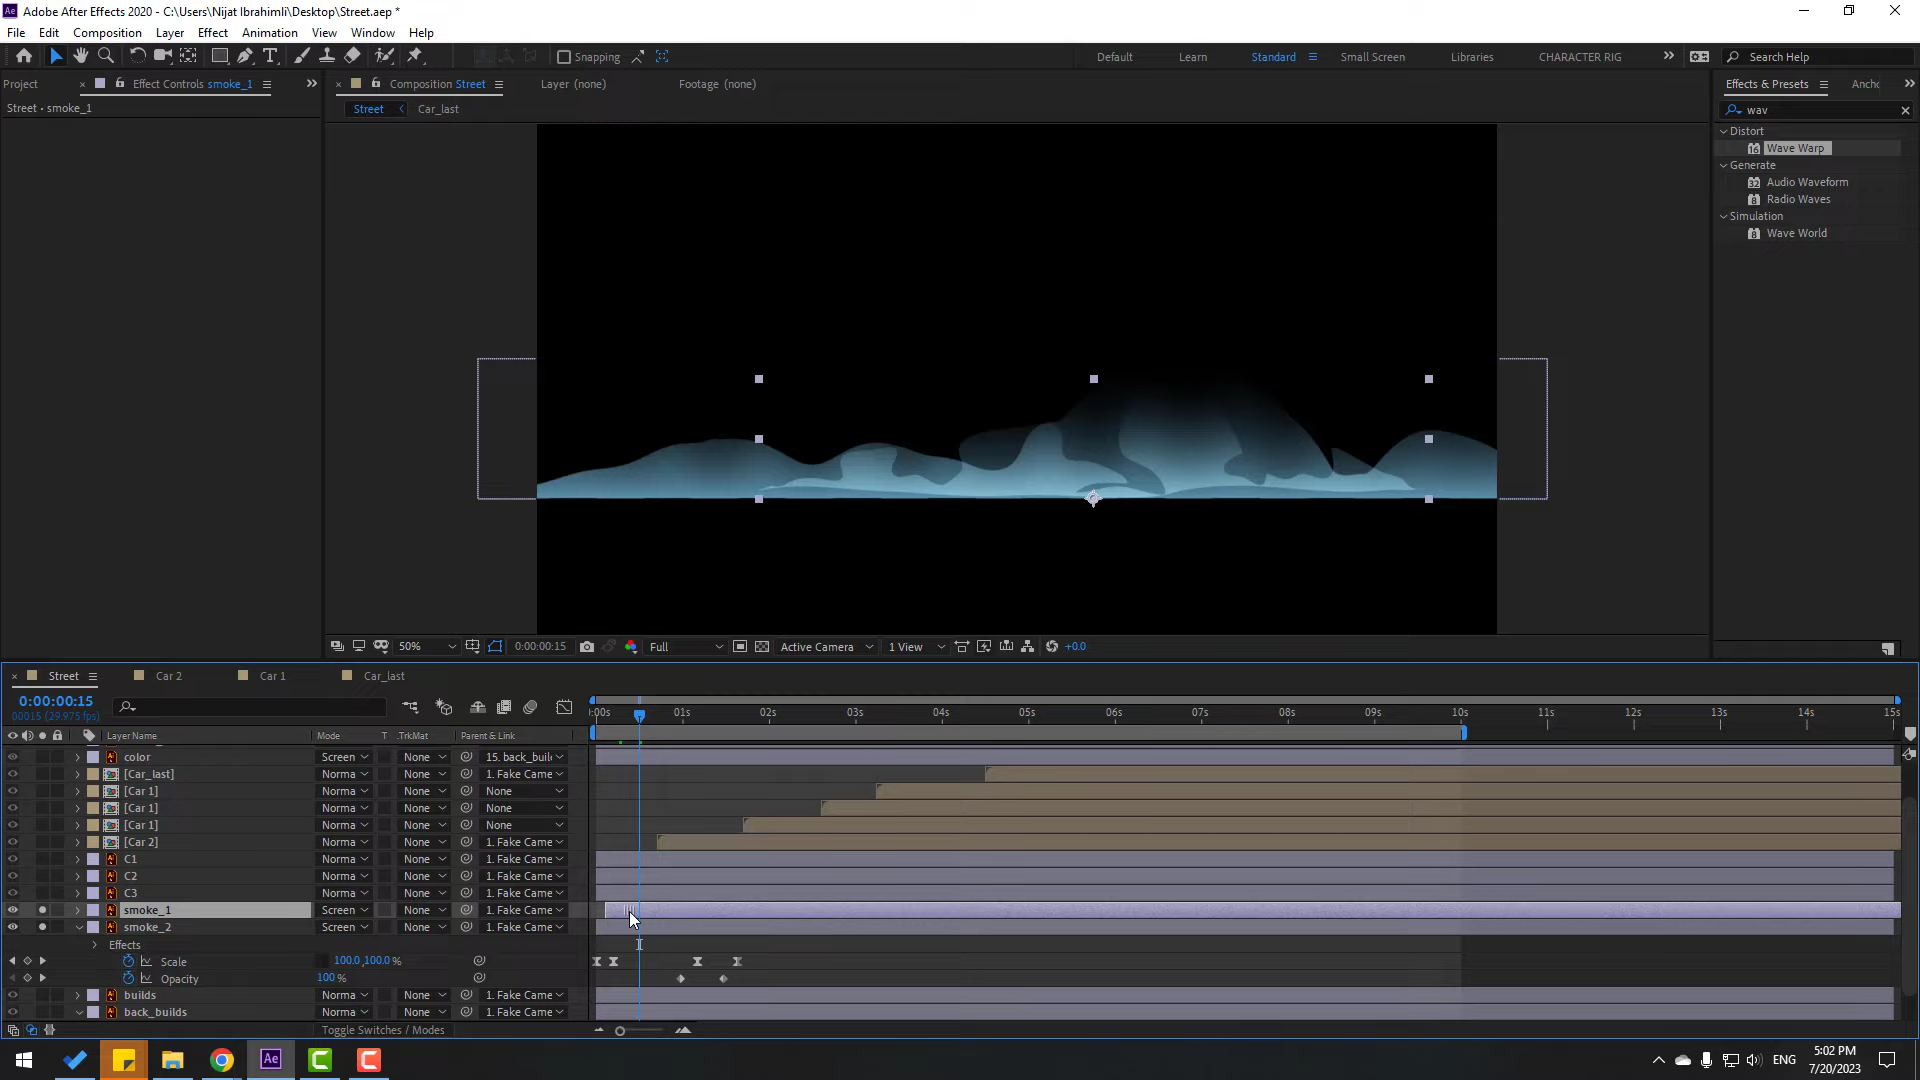 Adobe After Effects 2020 - C:\Users\Nijat Ibrahimli\Desktop\Street.aep *
File Edit Composition Layer Effect Animation View Window Help
Snapping Default Learn Standard Small Screen Libraries CHARACTER RIG Search Help
Project Effect Controls smoke_1 Composition Street Layer (none) Footage (none) Effects & Presets
Street • smoke_1 Street Car_last wav
Distort
Wave Warp
Generate
Audio Waveform
Radio Waves
Simulation
Wave World
50% 0:00:00:15 Full Active Camera 1 View +0.0
Street Car 2 Car 1 Car_last
0:00:00:15
00015 (29.975 fps)
:00s 01s 02s 03s 04s 05s 06s 07s 08s 09s 10s 11s 12s 13s 14s 15s
Layer Name Mode T .TrkMat Parent & Link
color Screen None 15. back_buil
[Car_last] Norma None 1. Fake Came
[Car 1] Norma None None
[Car 1] Norma None None
[Car 1] Norma None None
[Car 2] Norma None 1. Fake Came
C1 Norma None 1. Fake Came
C2 Norma None 1. Fake Came
C3 Norma None 1. Fake Came
smoke_1 Screen None 1. Fake Came
smoke_2 Screen None 1. Fake Came
Effects
Scale 100.0,100.0 %
Opacity 100 %
builds Norma None 1. Fake Came
back_builds Norma None 1. Fake Came
Toggle Switches / Modes
ENG 5:02 PM
7/20/2023